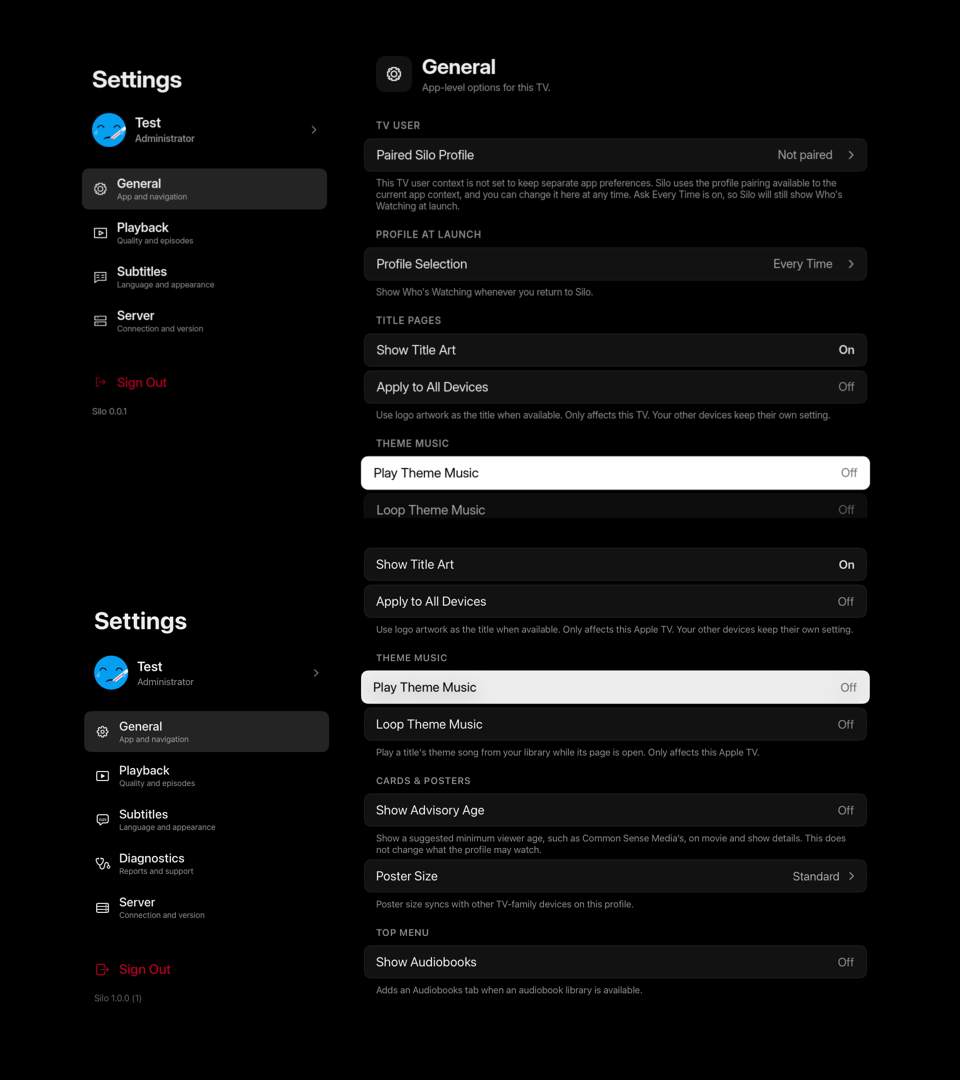 Settings
Test
Administrator
General
App and navigation
Playback
Quality and episodes
Subtitles
Language and appearance
Server
Connection and version
Sign Out
Silo 0.0.1
General
App-level options for this TV.
TV USER
Paired Silo Profile Not paired
This TV user context is not set to keep separate app preferences. Silo uses the profile pairing available to the
current app context, and you can change it here at any time. Ask Every Time is on, so Silo will still show Who's
Watching at launch.
PROFILE AT LAUNCH
Profile Selection Every Time
Show Who's Watching whenever you return to Silo.
TITLE PAGES
Show Title Art On
Apply to All Devices Off
Use logo artwork as the title when available. Only affects this TV. Your other devices keep their own setting.
THEME MUSIC
Play Theme Music Off
Loop Theme Music Off
Settings
Test
Administrator
General
App and navigation
Playback
Quality and episodes
Subtitles
Language and appearance
Diagnostics
Reports and support
Server
Connection and version
Sign Out
Silo 1.0.0 (1)
Show Title Art On
Apply to All Devices Off
Use logo artwork as the title when available. Only affects this Apple TV. Your other devices keep their own setting.
THEME MUSIC
Play Theme Music Off
Loop Theme Music Off
Play a title's theme song from your library while its page is open. Only affects this Apple TV.
CARDS & POSTERS
Show Advisory Age Off
Show a suggested minimum viewer age, such as Common Sense Media's, on movie and show details. This does
not change what the profile may watch.
Poster Size Standard
Poster size syncs with other TV-family devices on this profile.
TOP MENU
Show Audiobooks Off
Adds an Audiobooks tab when an audiobook library is available.